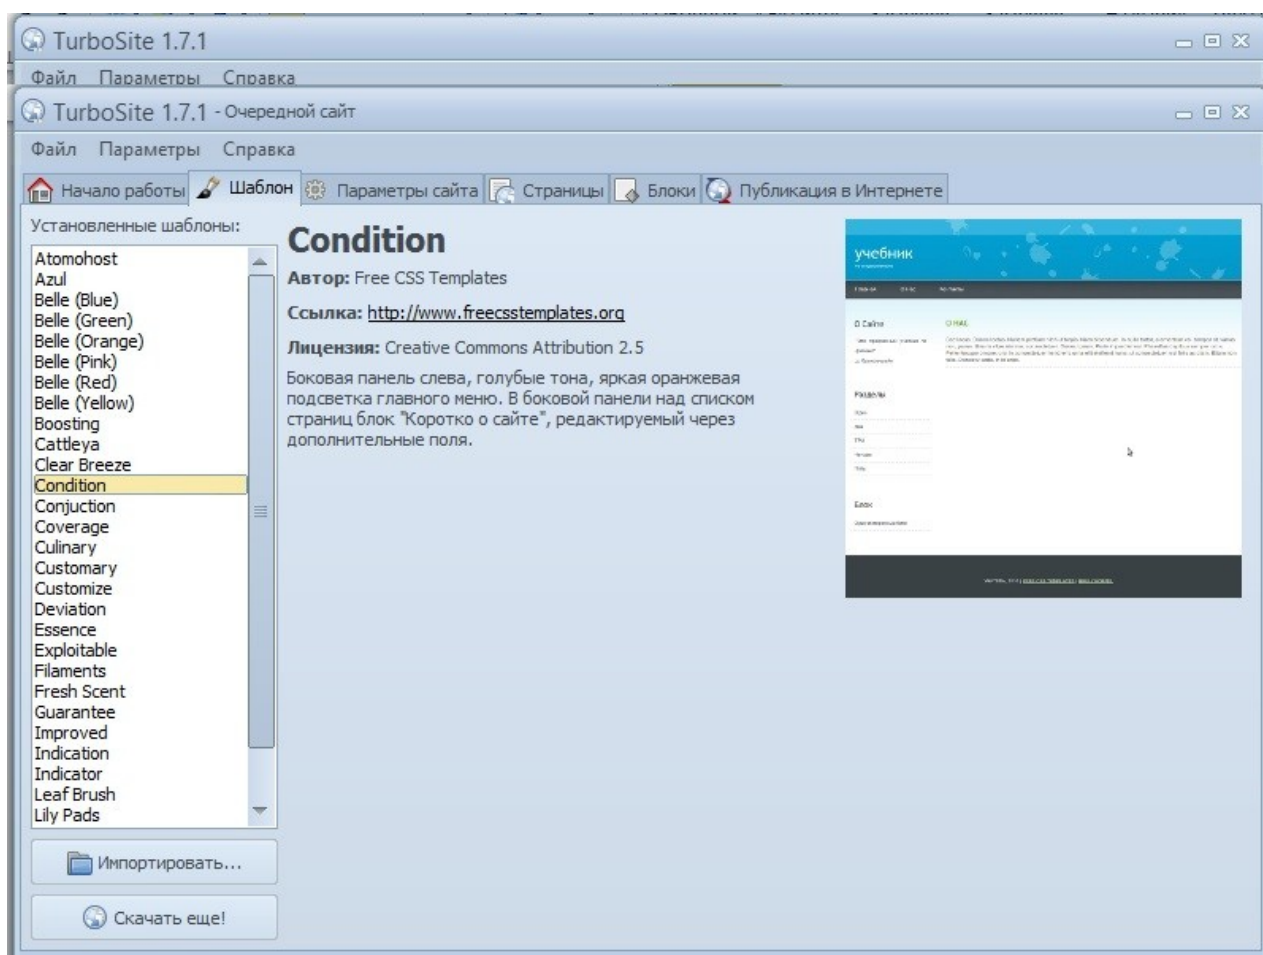 TurboSite 1.7.1
Файл Параметры Справка
TurboSite 1.7.1 - Очередной сайт
Файл Параметры Справка
Начало работы Шаблон Параметры сайта Страницы Блоки Публикация в Интернете
Установленные шаблоны:
Atomohost
Azul
Belle (Blue)
Belle (Green)
Belle (Orange)
Belle (Pink)
Belle (Red)
Belle (Yellow)
Boosting
Cattleya
Clear Breeze
Condition
Conjuction
Coverage
Culinary
Customary
Customize
Deviation
Essence
Exploitable
Filaments
Fresh Scent
Guarantee
Improved
Indication
Indicator
Leaf Brush
Lily Pads
Импортировать...
Скачать еще!
Condition
Автор: Free CSS Templates
Ссылка: http://www.freecsstemplates.org
Лицензия: Creative Commons Attribution 2.5
Боковая панель слева, голубые тона, яркая оранжевая
подсветка главного меню. В боковой панели над списком
страниц блок "Коротко о сайте", редактируемый через
дополнительные поля.
учебник
О Сайте
О НАС
Разделы
Блок